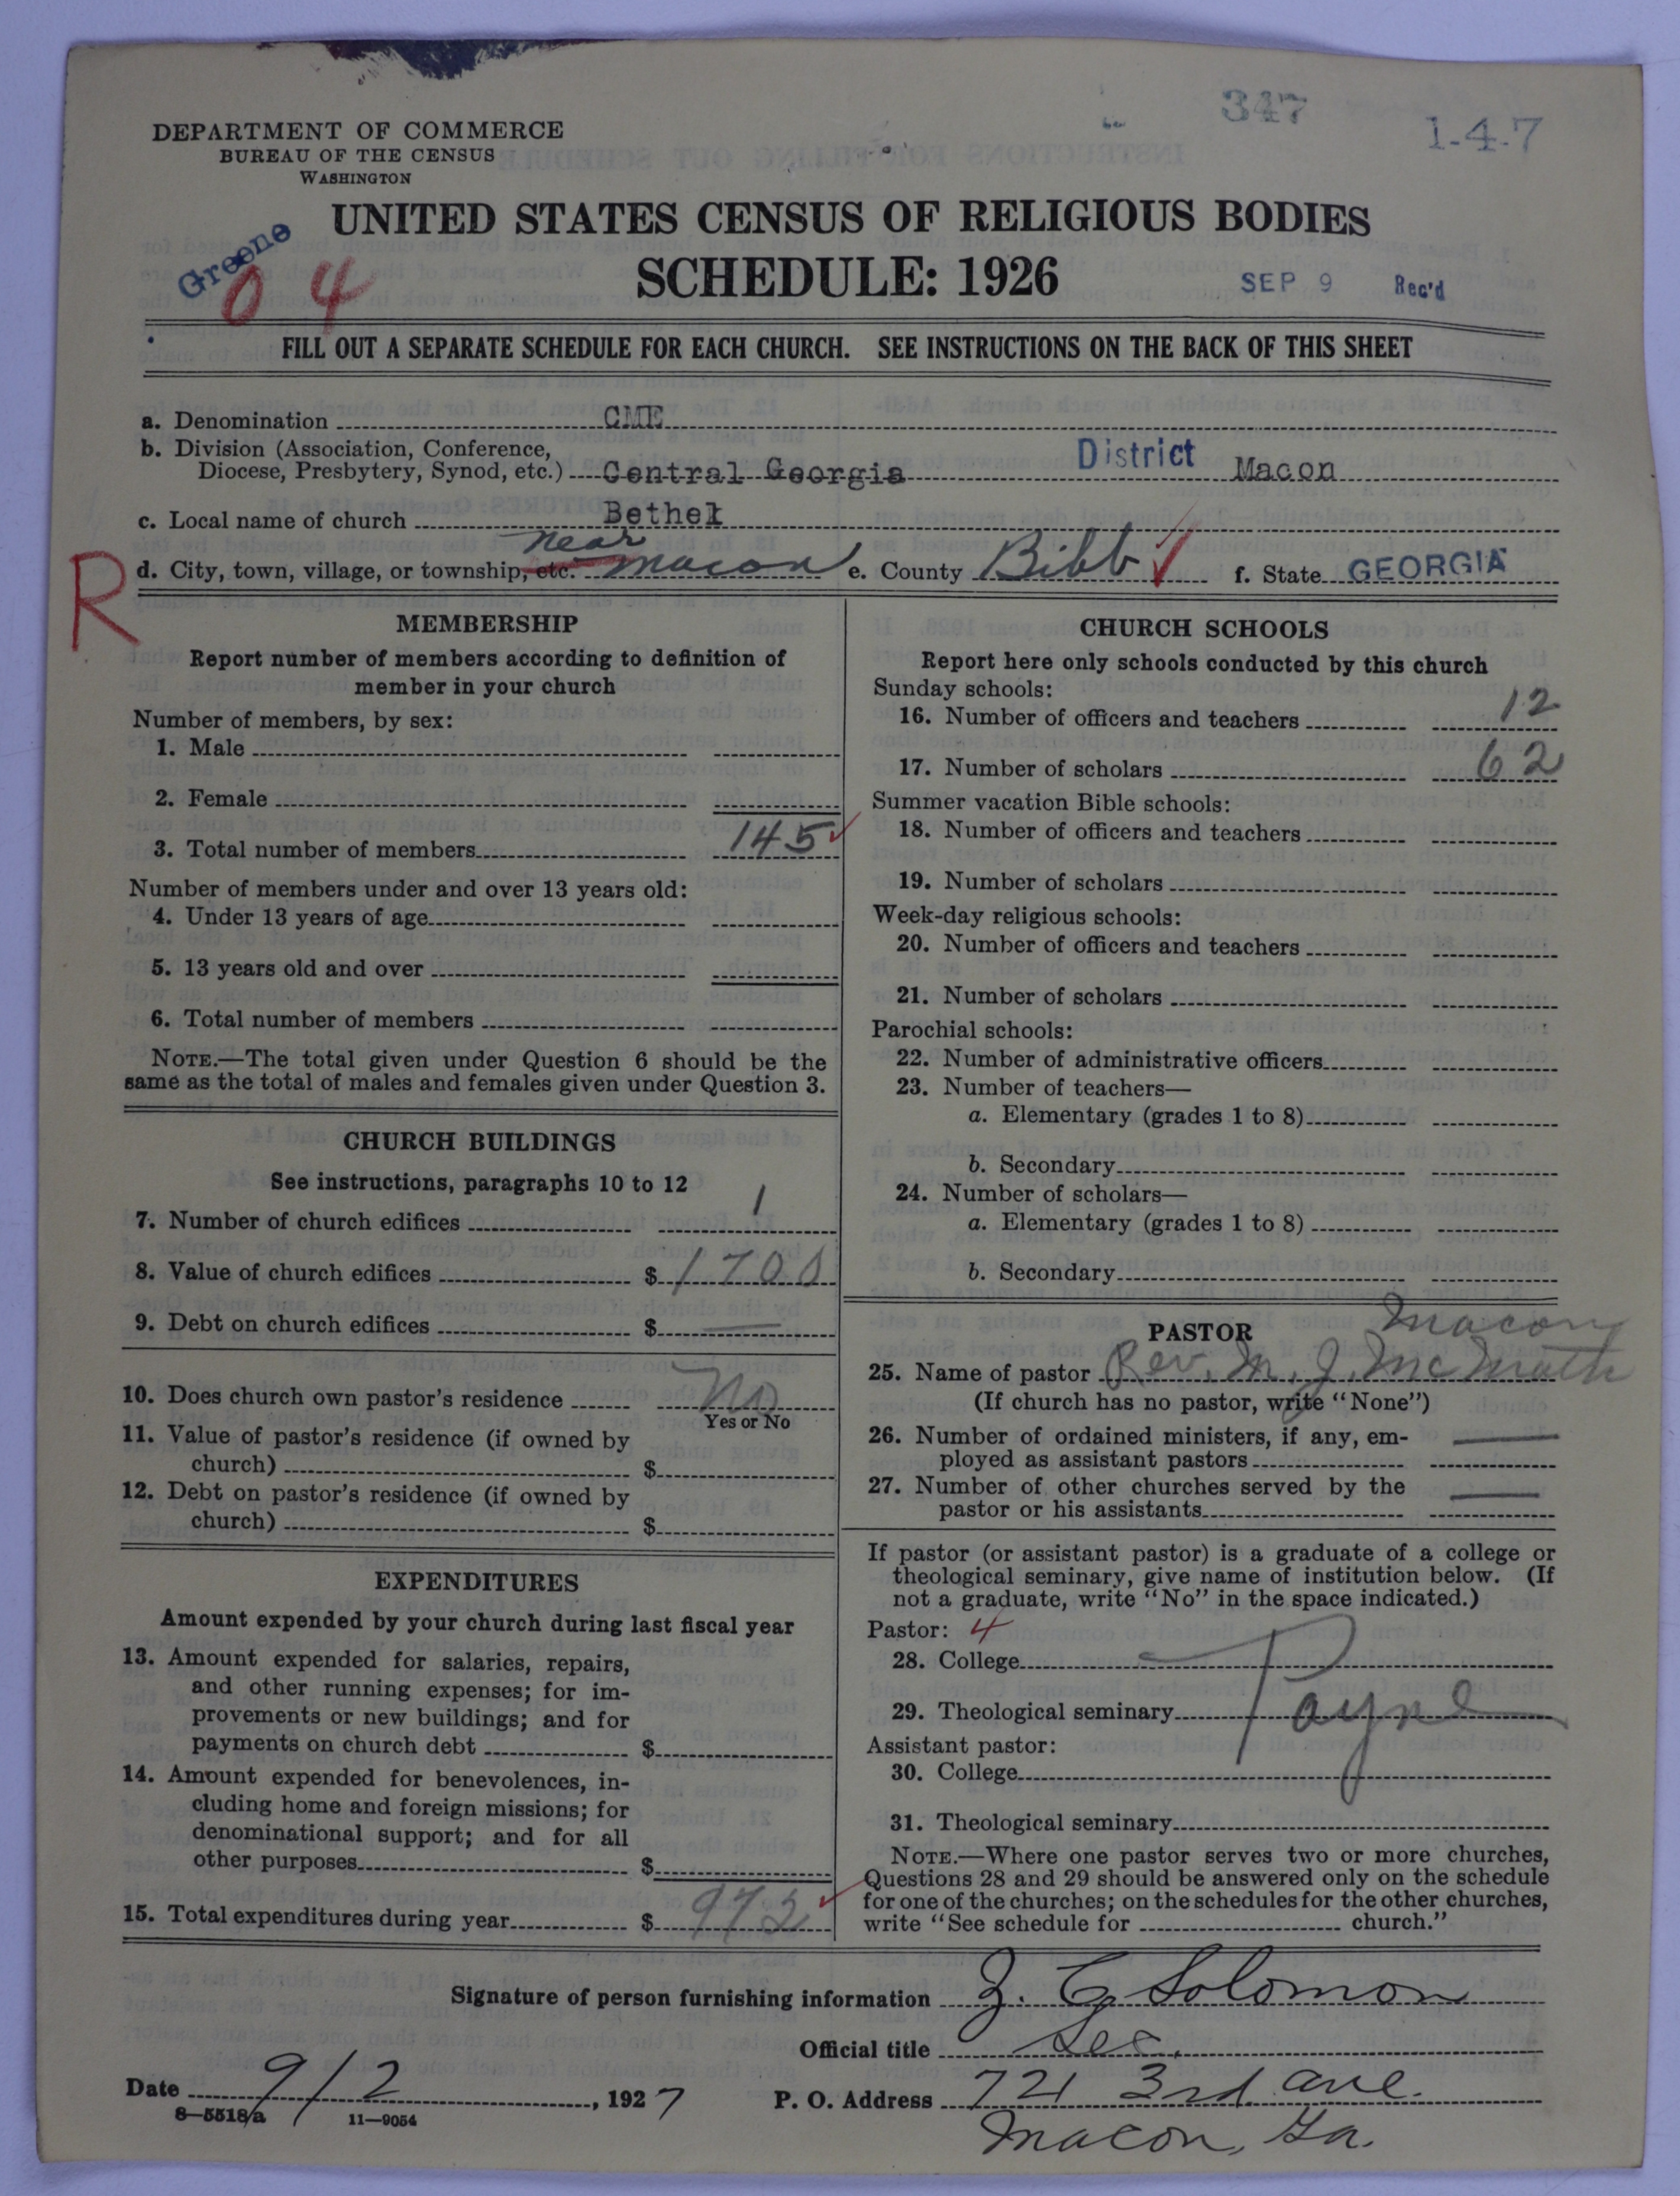 347
1-4-7
DEPARTMENT OF COMMERCE
BUREAU OF THE CENSUS
WASHINGTON
UNITED STATES CENSUS OF RELIGIOUS BODIES
SCHEDULE: 1926
Greene
04
SEP 9 Rec'd
FILL OUT A SEPARATE SCHEDULE FOR EACH CHURCH. SEE INSTRUCTIONS ON THE BACK OF THIS SHEET
a. Denomination CME
b. Division (Association, Conference,
Diocese, Presbytery, Synod, etc.) Central Georgia District Macon
c. Local name of church Bethel
near
d. City, town, village, or township, etc. Macon e. County Bibb ✓ f. State GEORGIA
R
MEMBERSHIP
Report number of members according to definition of
member in your church
Number of members, by sex:
1. Male
2. Female
3. Total number of members 145 ✓
Number of members under and over 13 years old:
4. Under 13 years of age
5. 13 years old and over
6. Total number of members
NOTE.—The total given under Question 6 should be the
same as the total of males and females given under Question 3.
CHURCH BUILDINGS
See instructions, paragraphs 10 to 12
7. Number of church edifices 1
8. Value of church edifices $ 1700
9. Debt on church edifices $ —
10. Does church own pastor's residence No
Yes or No
11. Value of pastor's residence (if owned by
church) $
12. Debt on pastor's residence (if owned by
church) $
EXPENDITURES
Amount expended by your church during last fiscal year
13. Amount expended for salaries, repairs,
and other running expenses; for im-
provements or new buildings; and for
payments on church debt $
14. Amount expended for benevolences, in-
cluding home and foreign missions; for
denominational support; and for all
other purposes $
15. Total expenditures during year $ 972 ✓
CHURCH SCHOOLS
Report here only schools conducted by this church
Sunday schools:
16. Number of officers and teachers 12
17. Number of scholars 62
Summer vacation Bible schools:
18. Number of officers and teachers
19. Number of scholars
Week-day religious schools:
20. Number of officers and teachers
21. Number of scholars
Parochial schools:
22. Number of administrative officers
23. Number of teachers—
a. Elementary (grades 1 to 8)
b. Secondary
24. Number of scholars—
a. Elementary (grades 1 to 8)
b. Secondary
Macon
PASTOR
25. Name of pastor Rev. M. J. McMath
(If church has no pastor, write "None")
26. Number of ordained ministers, if any, em-
ployed as assistant pastors —
27. Number of other churches served by the
pastor or his assistants —
If pastor (or assistant pastor) is a graduate of a college or
theological seminary, give name of institution below. (If
not a graduate, write "No" in the space indicated.)
Pastor: 4
28. College
29. Theological seminary Payne
Assistant pastor:
30. College
31. Theological seminary
NOTE.—Where one pastor serves two or more churches,
Questions 28 and 29 should be answered only on the schedule
for one of the churches; on the schedules for the other churches,
write "See schedule for church."
Signature of person furnishing information Z. C. Solomon
Official title Sec.
Date 9/2, 1927 P. O. Address 721 3rd ave.
8—5518a 11—9054
Macon, Ga.